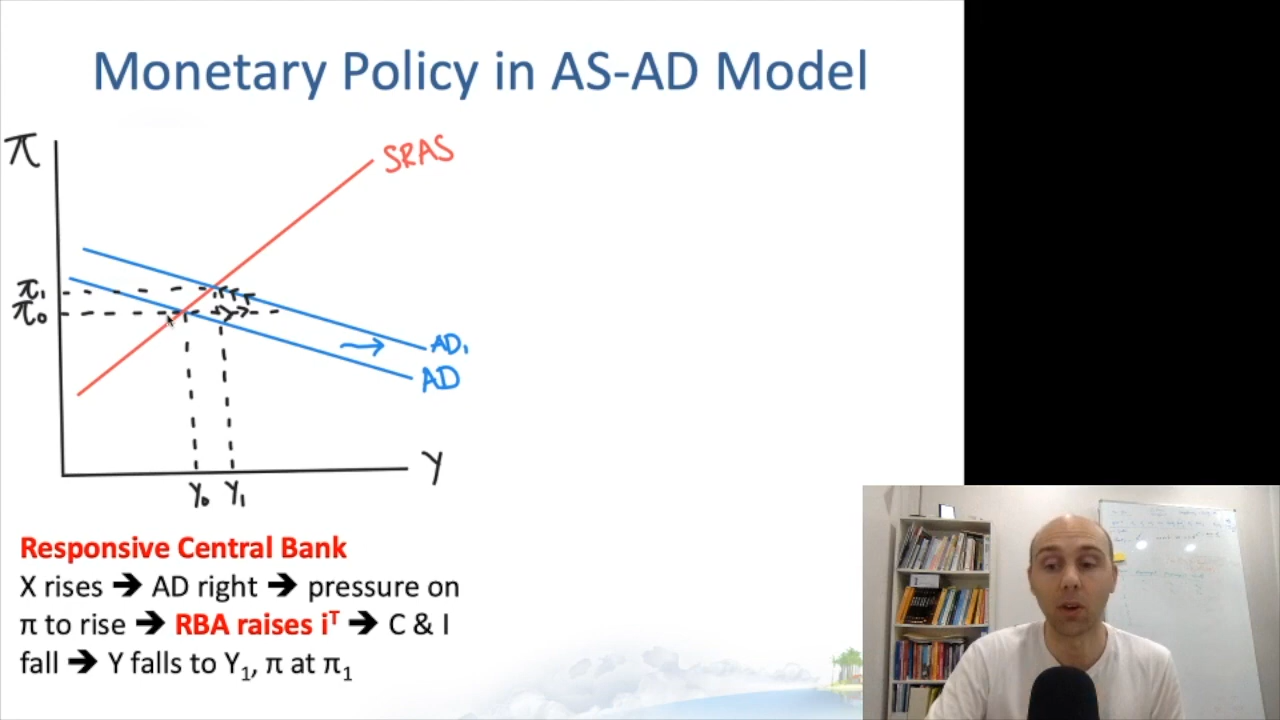 Monetary Policy in AS-AD Model
π
SRAS
π₁
π₀
AD₁
AD
Y
Y₀ Y₁
Responsive Central Bank
X rises ➔ AD right ➔ pressure on
π to rise ➔ RBA raises iᵀ ➔ C & I
fall ➔ Y falls to Y₁, π at π₁